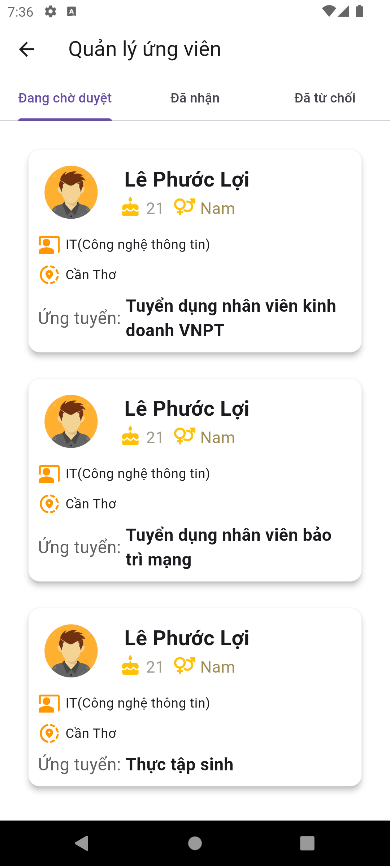 7:36
Quản lý ứng viên
Đang chờ duyệt
Đã nhận
Đã từ chối
Lê Phước Lợi
21 Nam
IT(Công nghệ thông tin)
Cần Thơ
Ứng tuyển: Tuyển dụng nhân viên kinh
doanh VNPT
Lê Phước Lợi
21 Nam
IT(Công nghệ thông tin)
Cần Thơ
Ứng tuyển: Tuyển dụng nhân viên bảo
trì mạng
Lê Phước Lợi
21 Nam
IT(Công nghệ thông tin)
Cần Thơ
Ứng tuyển: Thực tập sinh